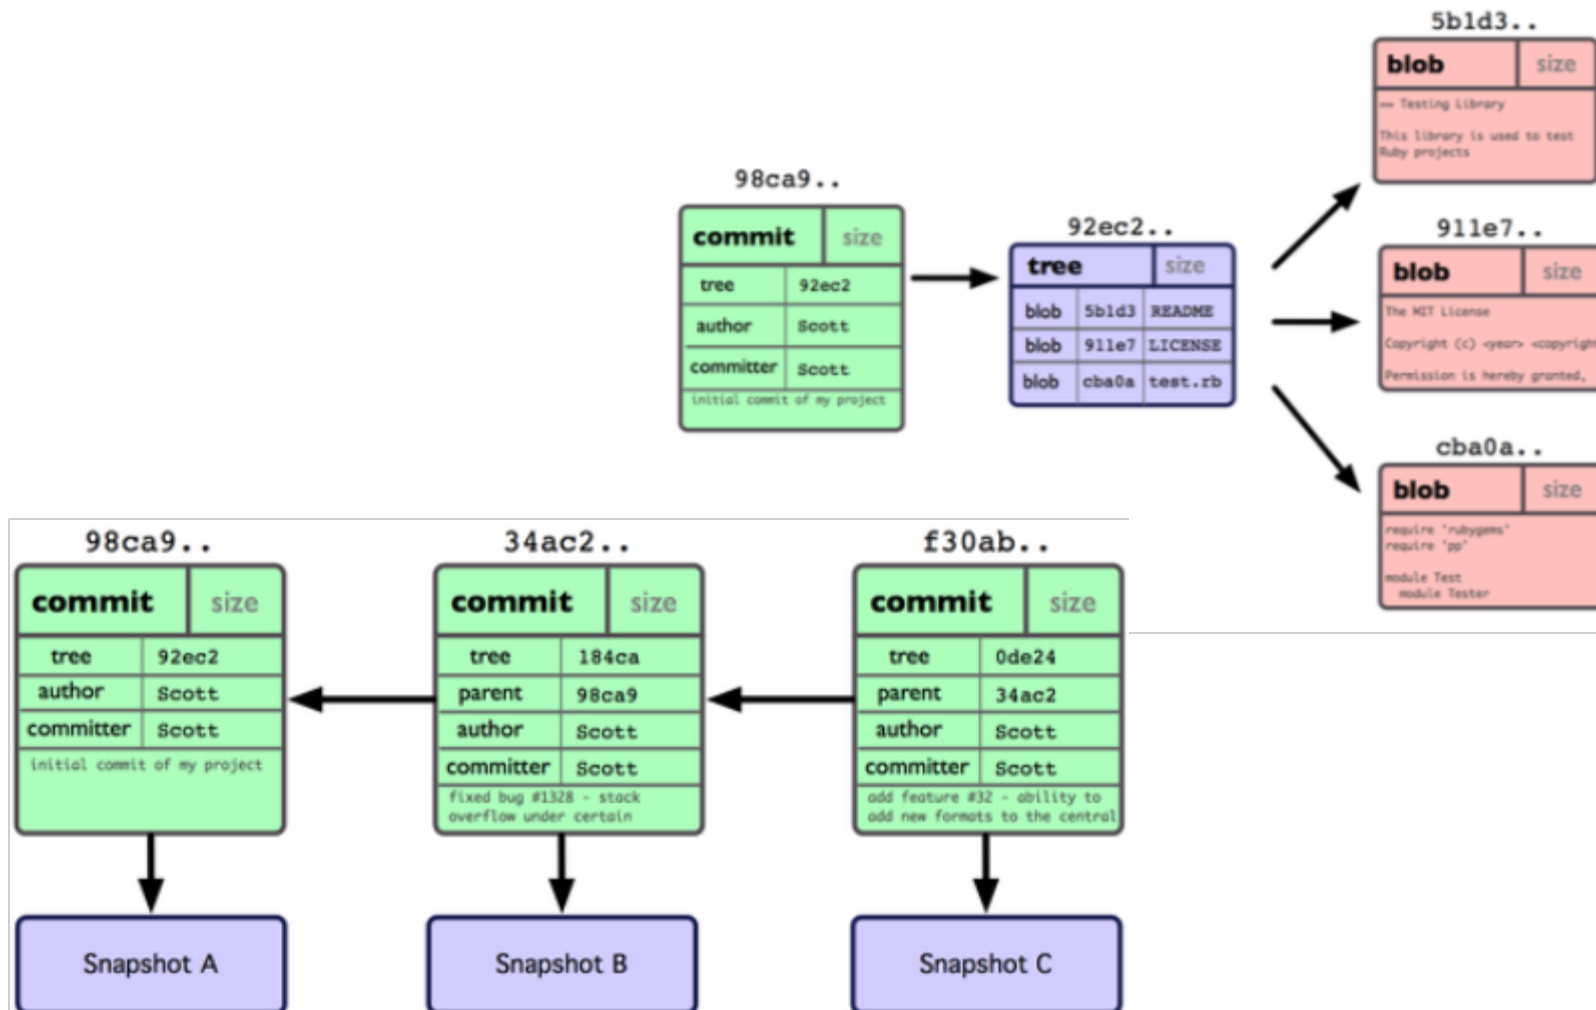 5b1d3..
blob size
== Testing Library
This library is used to test
Ruby projects
98ca9..
commit size
tree 92ec2
author Scott
committer Scott
initial commit of my project
92ec2..
tree size
blob 5b1d3 README
blob 911e7 LICENSE
blob cba0a test.rb
911e7..
blob size
The MIT License
Copyright (c) <year> <copyright
Permission is hereby granted,
cba0a..
blob size
require 'rubygems'
require 'pp'
module Test
module Tester
98ca9..
commit size
tree 92ec2
author Scott
committer Scott
initial commit of my project
34ac2..
commit size
tree 184ca
parent 98ca9
author Scott
committer Scott
fixed bug #1328 - stack
overflow under certain
f30ab..
commit size
tree 0de24
parent 34ac2
author Scott
committer Scott
add feature #32 - ability to
add new formats to the central
Snapshot A
Snapshot B
Snapshot C